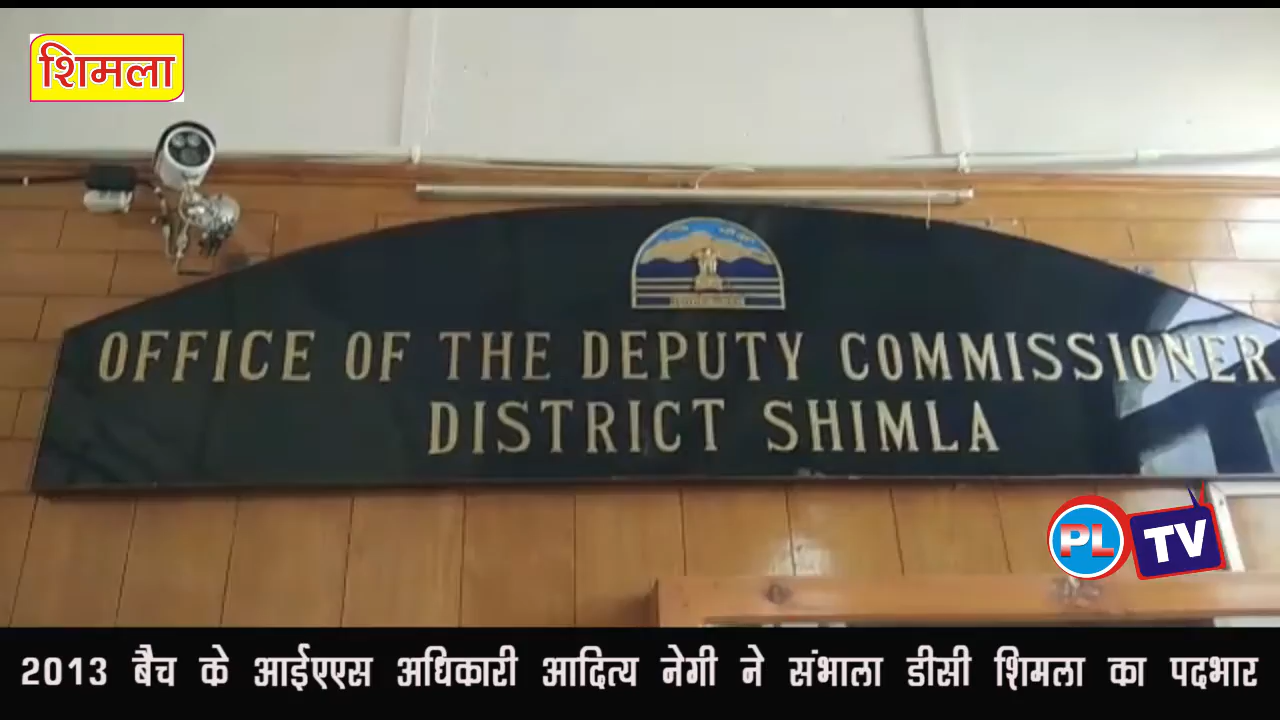 शिमला
OFFICE OF THE DEPUTY COMMISSIONER
DISTRICT SHIMLA
PL TV
2013 बैच के आईएएस अधिकारी आदित्य नेगी ने संभाला डीसी शिमला का पदभार